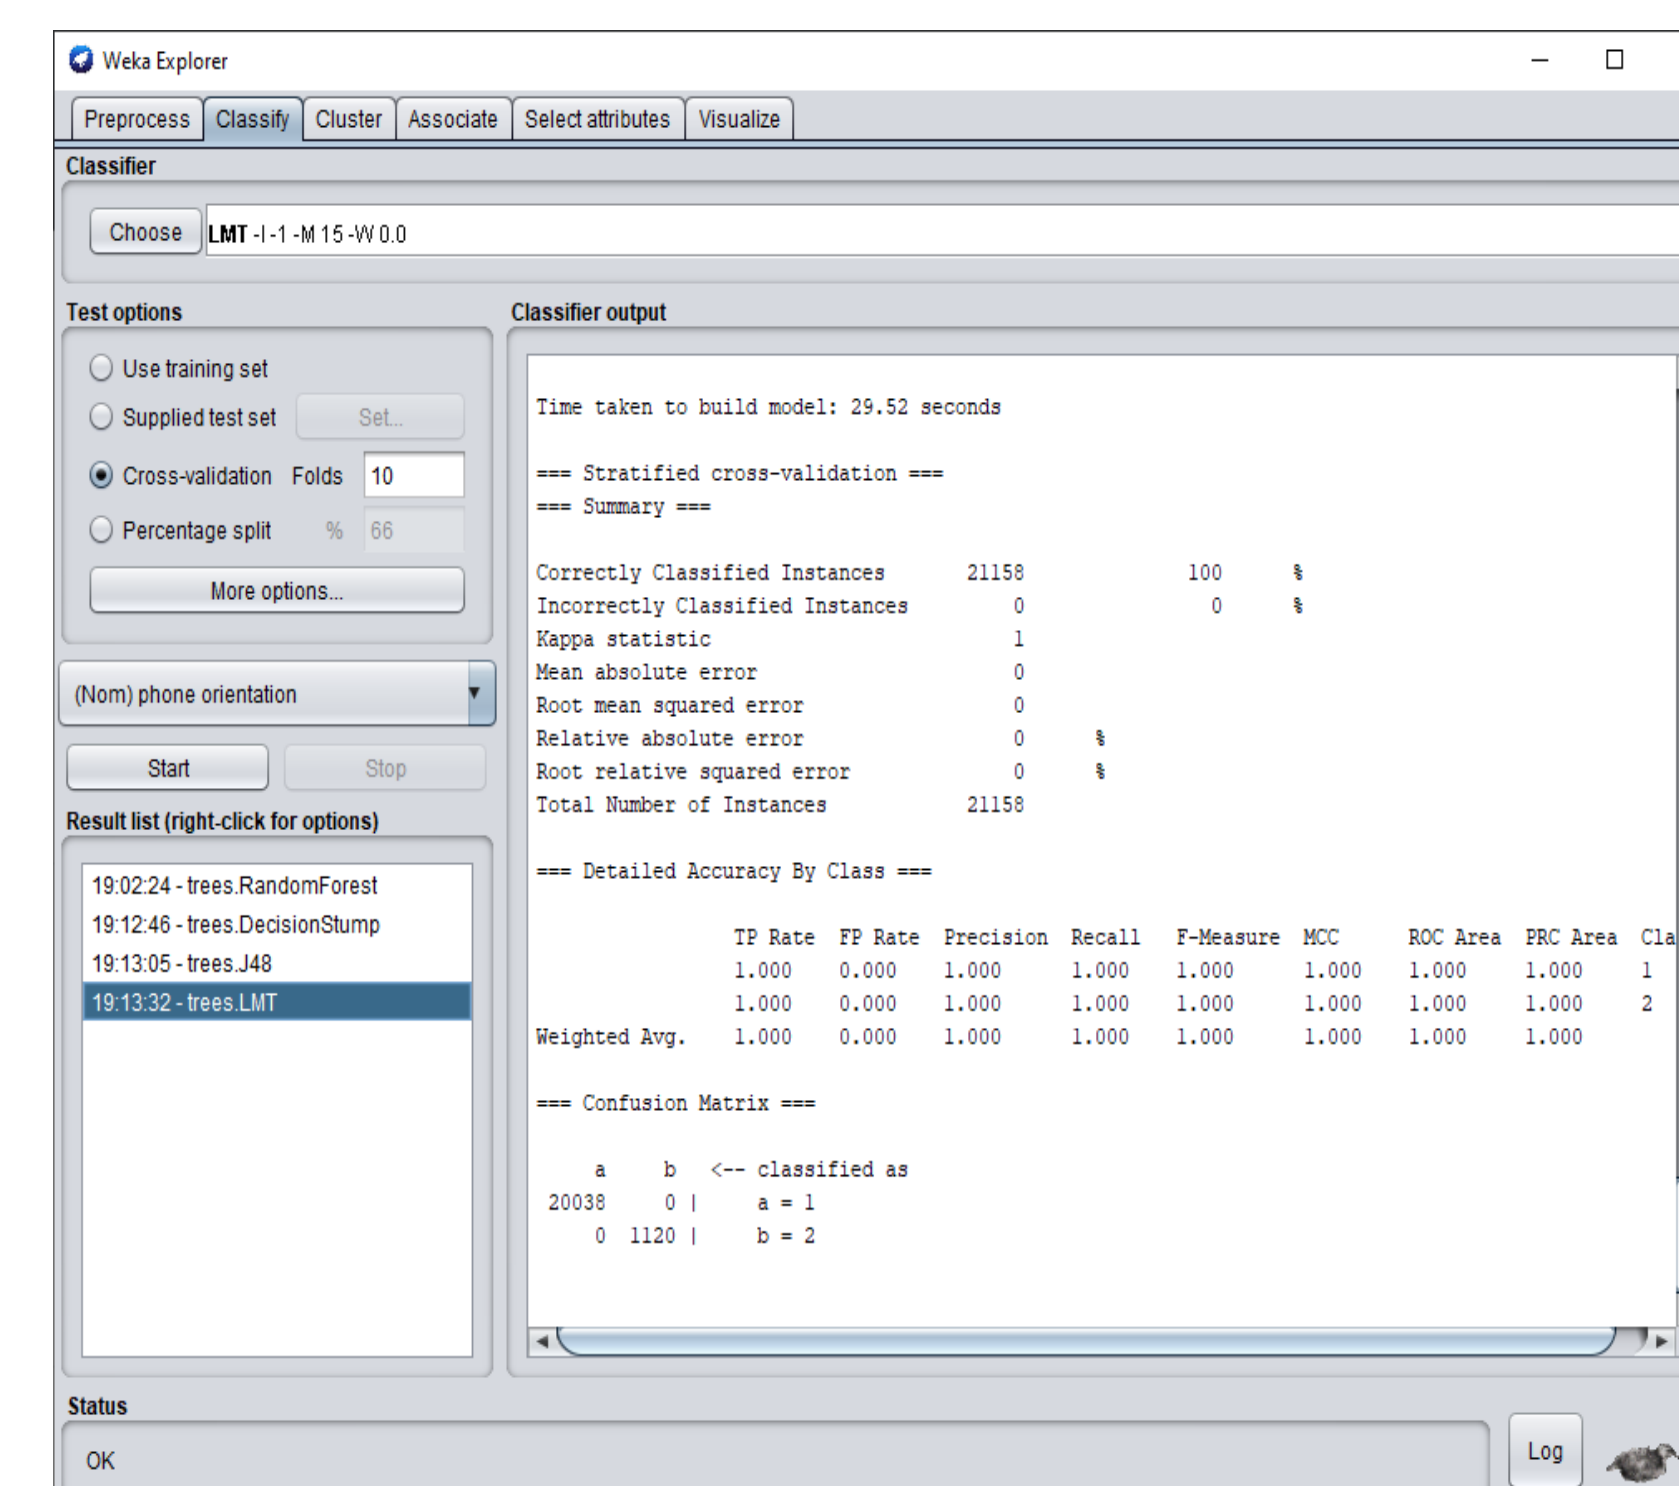 Weka Explorer
Preprocess Classify Cluster Associate Select attributes Visualize
Classifier
Choose LMT -I -1 -M 15 -W 0.0
Test options
Use training set
Supplied test set Set...
Cross-validation Folds 10
Percentage split % 66
More options...
(Nom) phone orientation
Start Stop
Result list (right-click for options)
19:02:24 - trees.RandomForest
19:12:46 - trees.DecisionStump
19:13:05 - trees.J48
19:13:32 - trees.LMT
Classifier output
Time taken to build model: 29.52 seconds
=== Stratified cross-validation ===
=== Summary ===
Correctly Classified Instances 21158 100 %
Incorrectly Classified Instances 0 0 %
Kappa statistic 1
Mean absolute error 0
Root mean squared error 0
Relative absolute error 0 %
Root relative squared error 0 %
Total Number of Instances 21158
=== Detailed Accuracy By Class ===
TP Rate FP Rate Precision Recall F-Measure MCC ROC Area PRC Area Cla
1.000 0.000 1.000 1.000 1.000 1.000 1.000 1.000 1
1.000 0.000 1.000 1.000 1.000 1.000 1.000 1.000 2
Weighted Avg. 1.000 0.000 1.000 1.000 1.000 1.000 1.000 1.000
=== Confusion Matrix ===
a b <-- classified as
20038 0 | a = 1
0 1120 | b = 2
Status
OK
Log